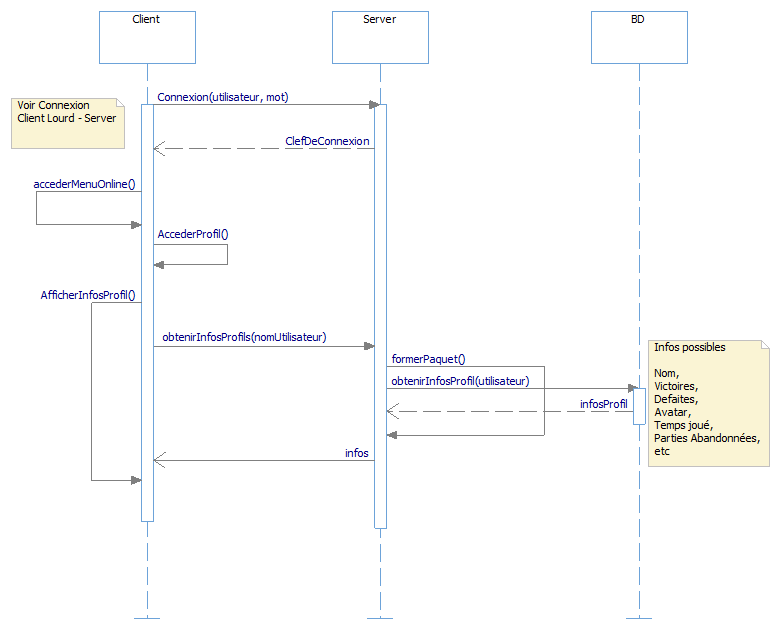 Client
Server
BD
Connexion(utilisateur, mot)
Voir Connexion
Client Lourd - Server
ClefDeConnexion
accederMenuOnline()
AccederProfil()
AfficherInfosProfil()
obtenirInfosProfils(nomUtilisateur)
formerPaquet()
obtenirInfosProfil(utilisateur)
infosProfil
infos
Infos possibles
Nom,
Victoires,
Defaites,
Avatar,
Temps joué,
Parties Abandonnées,
etc